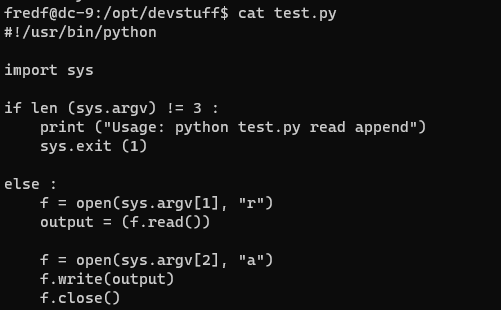 fredf@dc-9:/opt/devstuff$ cat test.py
#!/usr/bin/python

import sys

if len (sys.argv) != 3 :
    print ("Usage: python test.py read append")
    sys.exit (1)

else :
    f = open(sys.argv[1], "r")
    output = (f.read())

    f = open(sys.argv[2], "a")
    f.write(output)
    f.close()